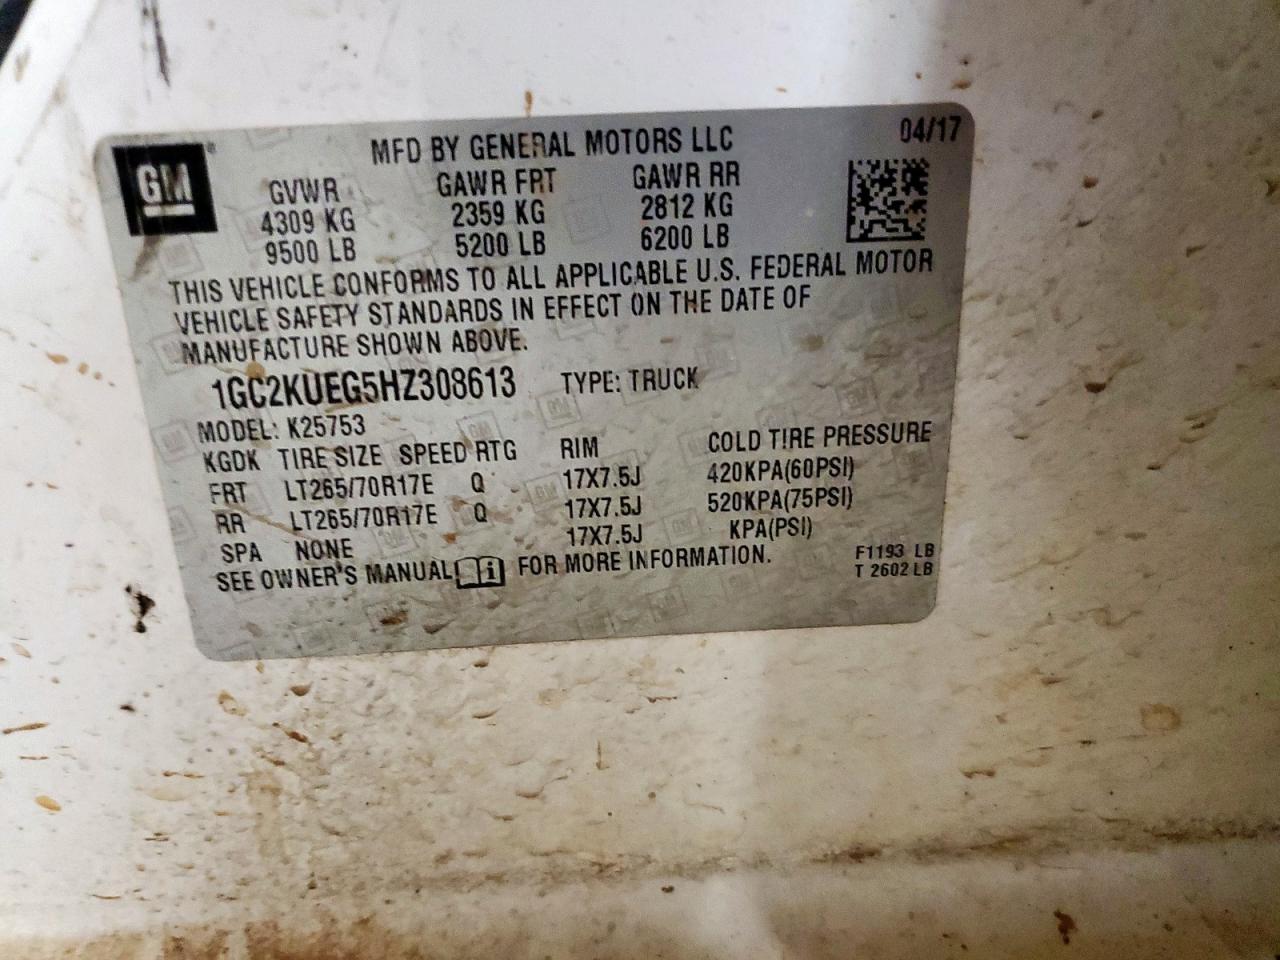 GM
MFD BY GENERAL MOTORS LLC 04/17
GVWR GAWR FRT GAWR RR
4309 KG 2359 KG 2812 KG
9500 LB 5200 LB 6200 LB
THIS VEHICLE CONFORMS TO ALL APPLICABLE U.S. FEDERAL MOTOR
VEHICLE SAFETY STANDARDS IN EFFECT ON THE DATE OF
MANUFACTURE SHOWN ABOVE.
1GC2KUEG5HZ308613 TYPE: TRUCK
MODEL: K25753
KGDK TIRE SIZE SPEED RTG RIM COLD TIRE PRESSURE
FRT LT265/70R17E Q 17X7.5J 420KPA(60PSI)
RR LT265/70R17E Q 17X7.5J 520KPA(75PSI)
SPA NONE 17X7.5J KPA(PSI)
SEE OWNER'S MANUAL FOR MORE INFORMATION.
F1193 LB
T 2602 LB